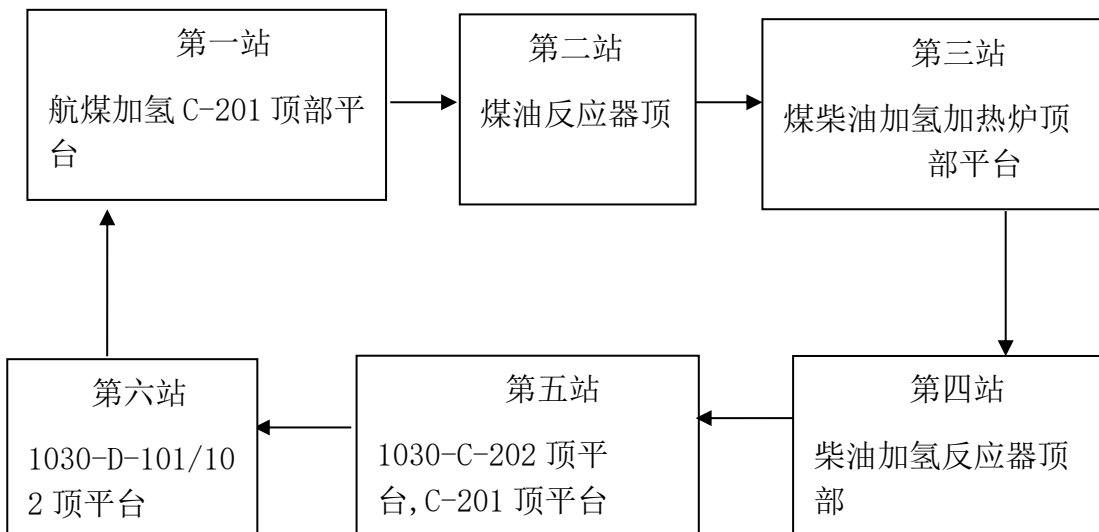 第一站
航煤加氢 C-201 顶部平
台
第二站
煤油反应器顶
第三站
煤柴油加氢加热炉顶
部平台
第四站
柴油加氢反应器顶
部
第五站
1030-C-202 顶平
台,C-201 顶平台
第六站
1030-D-101/10
2 顶平台